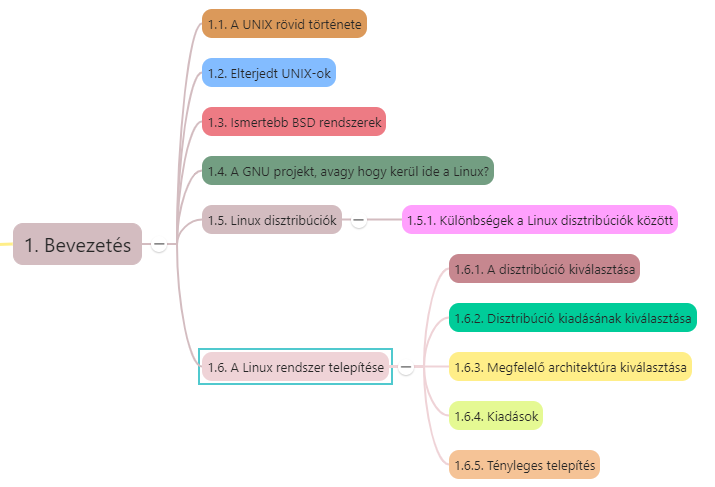 1. Bevezetés
1.1. A UNIX rövid története
1.2. Elterjedt UNIX-ok
1.3. Ismertebb BSD rendszerek
1.4. A GNU projekt, avagy hogy kerül ide a Linux?
1.5. Linux disztribúciók
1.5.1. Különbségek a Linux disztribúciók között
1.6. A Linux rendszer telepítése
1.6.1. A disztribúció kiválasztása
1.6.2. Disztribúció kiadásának kiválasztása
1.6.3. Megfelelő architektúra kiválasztása
1.6.4. Kiadások
1.6.5. Tényleges telepítés